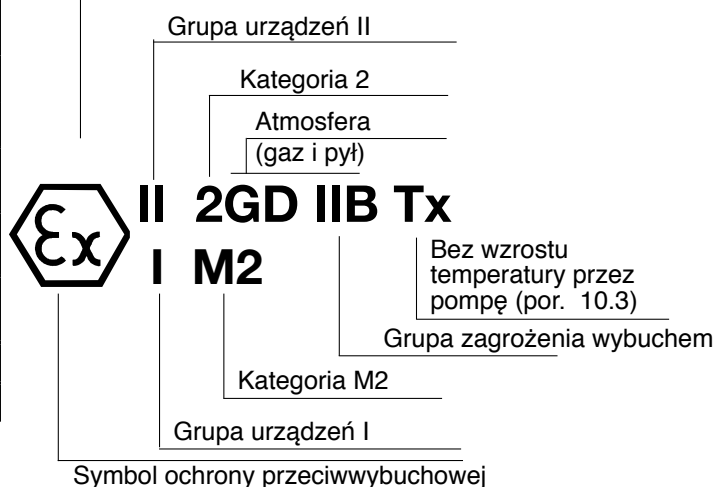 Grupa urządzeń II
Kategoria 2
Atmosfera
(gaz i pył)
Ex II 2GD IIB Tx
I M2
Bez wzrostu
temperatury przez
pompę (por. 10.3)
Grupa zagrożenia wybuchem
Kategoria M2
Grupa urządzeń I
Symbol ochrony przeciwwybuchowej